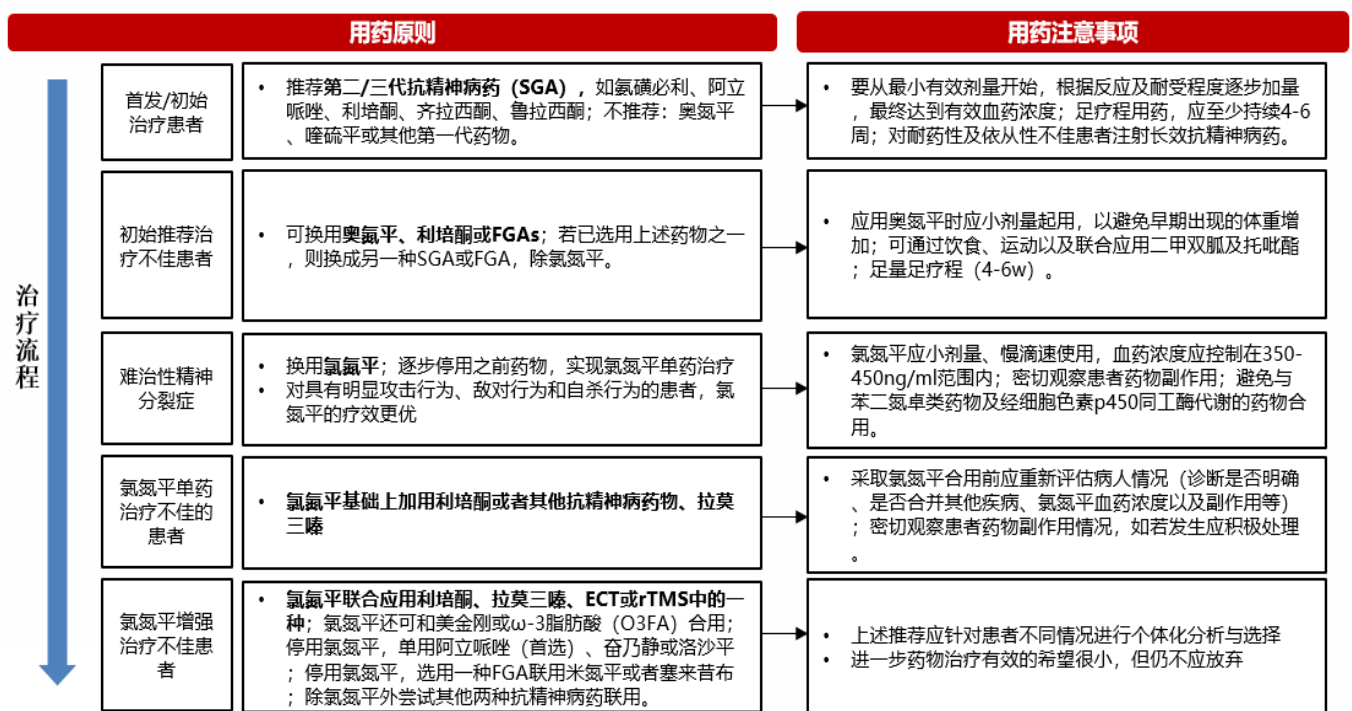 用药原则
用药注意事项
治疗流程
首发/初始
治疗患者
• 推荐第二/三代抗精神病药（SGA），如氨磺必利、阿立
哌唑、利培酮、齐拉西酮、鲁拉西酮；不推荐：奥氮平
、喹硫平或其他第一代药物。
• 要从最小有效剂量开始，根据反应及耐受程度逐步加量
，最终达到有效血药浓度；足疗程用药，应至少持续4-6
周；对耐药性及依从性不佳患者注射长效抗精神病药。
初始推荐治
疗不佳患者
• 可换用奥氮平、利培酮或FGAs；若已选用上述药物之一
，则换成另一种SGA或FGA，除氯氮平。
• 应用奥氮平时应小剂量起用，以避免早期出现的体重增
加；可通过饮食、运动以及联合应用二甲双胍及托吡酯
；足量足疗程（4-6w）。
难治性精神
分裂症
• 换用氯氮平；逐步停用之前药物，实现氯氮平单药治疗
• 对具有明显攻击行为、敌对行为和自杀行为的患者，氯
氮平的疗效更优
• 氯氮平应小剂量、慢滴速使用，血药浓度应控制在350-
450ng/ml范围内；密切观察患者药物副作用；避免与
苯二氮卓类药物及经细胞色素p450同工酶代谢的药物合
用。
氯氮平单药
治疗不佳的
患者
• 氯氮平基础上加用利培酮或者其他抗精神病药物、拉莫
三嗪
• 采取氯氮平合用前应重新评估病人情况（诊断是否明确
、是否合并其他疾病、氯氮平血药浓度以及副作用等）
；密切观察患者药物副作用情况，如若发生应积极处理
。
氯氮平增强
治疗不佳患
者
• 氯氮平联合应用利培酮、拉莫三嗪、ECT或rTMS中的一
种；氯氮平还可和美金刚或ω-3脂肪酸（O3FA）合用；
停用氯氮平，单用阿立哌唑（首选）、奋乃静或洛沙平
；停用氯氮平，选用一种FGA联用米氮平或者塞来昔布
；除氯氮平外尝试其他两种抗精神病药联用。
• 上述推荐应针对患者不同情况进行个体化分析与选择
• 进一步药物治疗有效的希望很小，但仍不应放弃